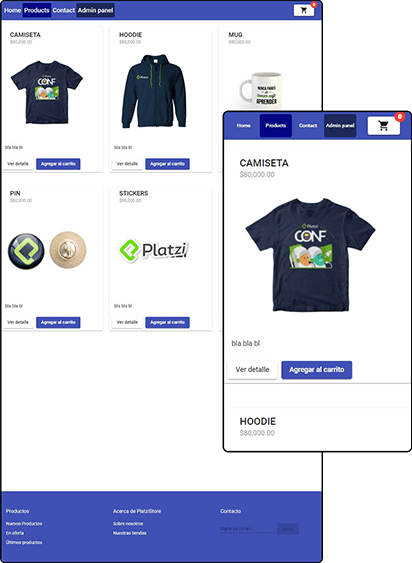 Home Products Contact Admin panel 0
CAMISETA
$80,000.00
Platzi
CONF
bla bla bl
Ver detalle Agregar al carrito
HOODIE
$80,000.00
Platzi
MUG
$80,000.00
NUNCA PARES
de
APRENDER
PIN
$80,000.00
bla bla bl
Ver detalle Agregar al carrito
STICKERS
$80,000.00
Platzi
bla bla bl
Ver detalle Agregar al carrito
Home Products Contact Admin panel 0
CAMISETA
$80,000.00
Platzi
CONF
bla bla bl
Ver detalle Agregar al carrito
HOODIE
$80,000.00
bla bla bl
Ver detalle Agregar al carrito
Productos
Nuevos Productos
En oferta
Últimos productos
Acerca de PlatziStore
Sobre nosotros
Nuestras tiendas
Contacto